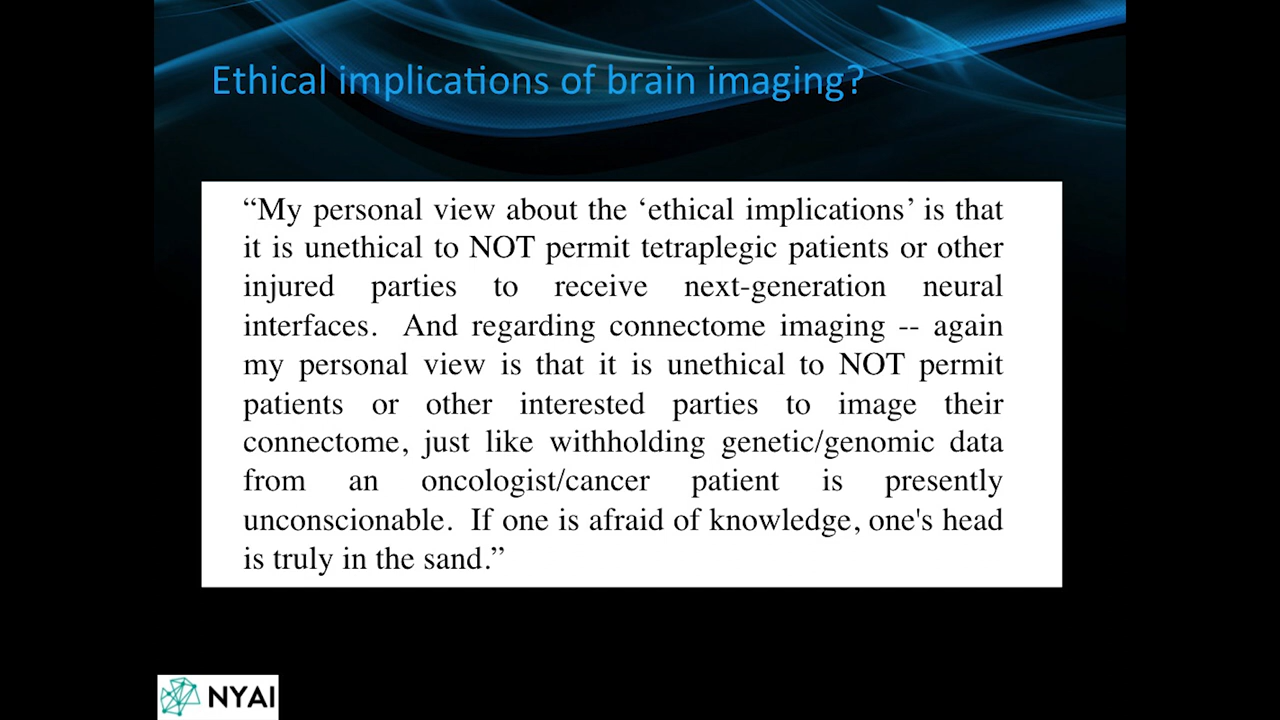 Ethical implications of brain imaging?
“My personal view about the ‘ethical implications’ is that
it is unethical to NOT permit tetraplegic patients or other
injured parties to receive next-generation neural
interfaces. And regarding connectome imaging -- again
my personal view is that it is unethical to NOT permit
patients or other interested parties to image their
connectome, just like withholding genetic/genomic data
from an oncologist/cancer patient is presently
unconscionable. If one is afraid of knowledge, one's head
is truly in the sand.”
NYAI